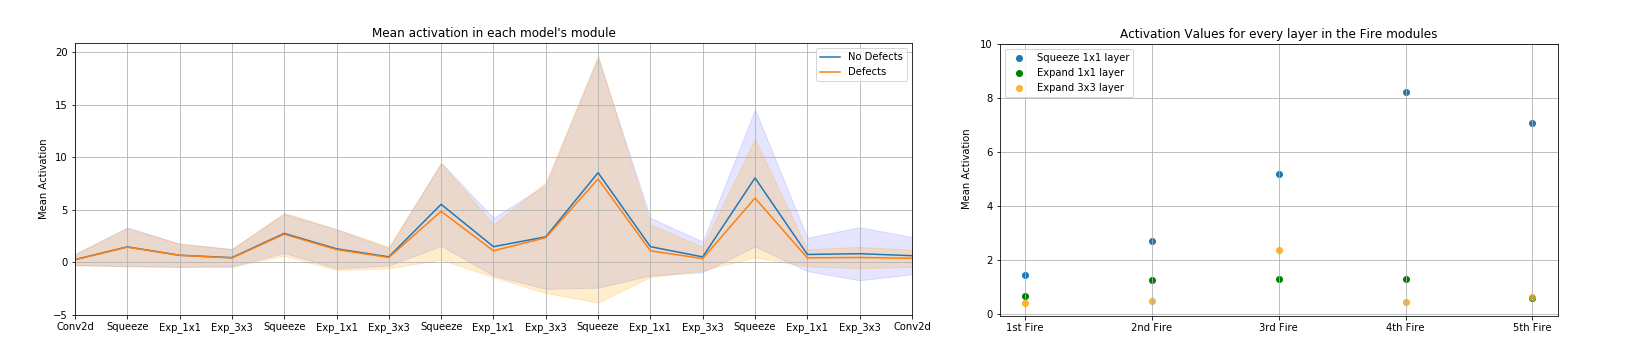 Mean activation in each model's module
Mean Activation
20
15
10
5
0
−5
No Defects
Defects
Conv2d Squeeze Exp_1x1 Exp_3x3 Squeeze Exp_1x1 Exp_3x3 Squeeze Exp_1x1 Exp_3x3 Squeeze Exp_1x1 Exp_3x3 Squeeze Exp_1x1 Exp_3x3 Conv2d
Activation Values for every layer in the Fire modules
Mean Activation
10
8
6
4
2
0
Squeeze 1x1 layer
Expand 1x1 layer
Expand 3x3 layer
1st Fire 2nd Fire 3rd Fire 4th Fire 5th Fire